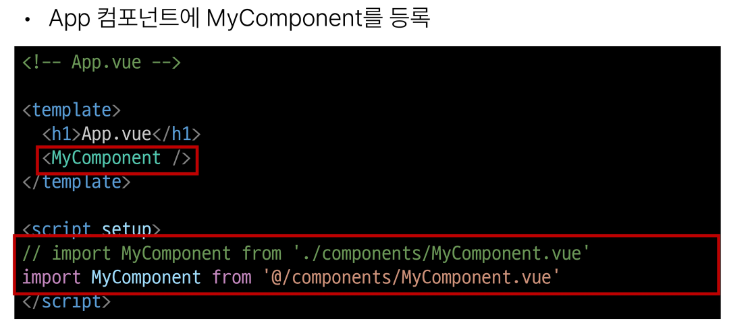 • App 컴포넌트에 MyComponent를 등록
<!-- App.vue -->
<template>
<h1>App.vue</h1>
<MyComponent />
</template>
<script setup>
// import MyComponent from './components/MyComponent.vue'
import MyComponent from '@/components/MyComponent.vue'
</script>